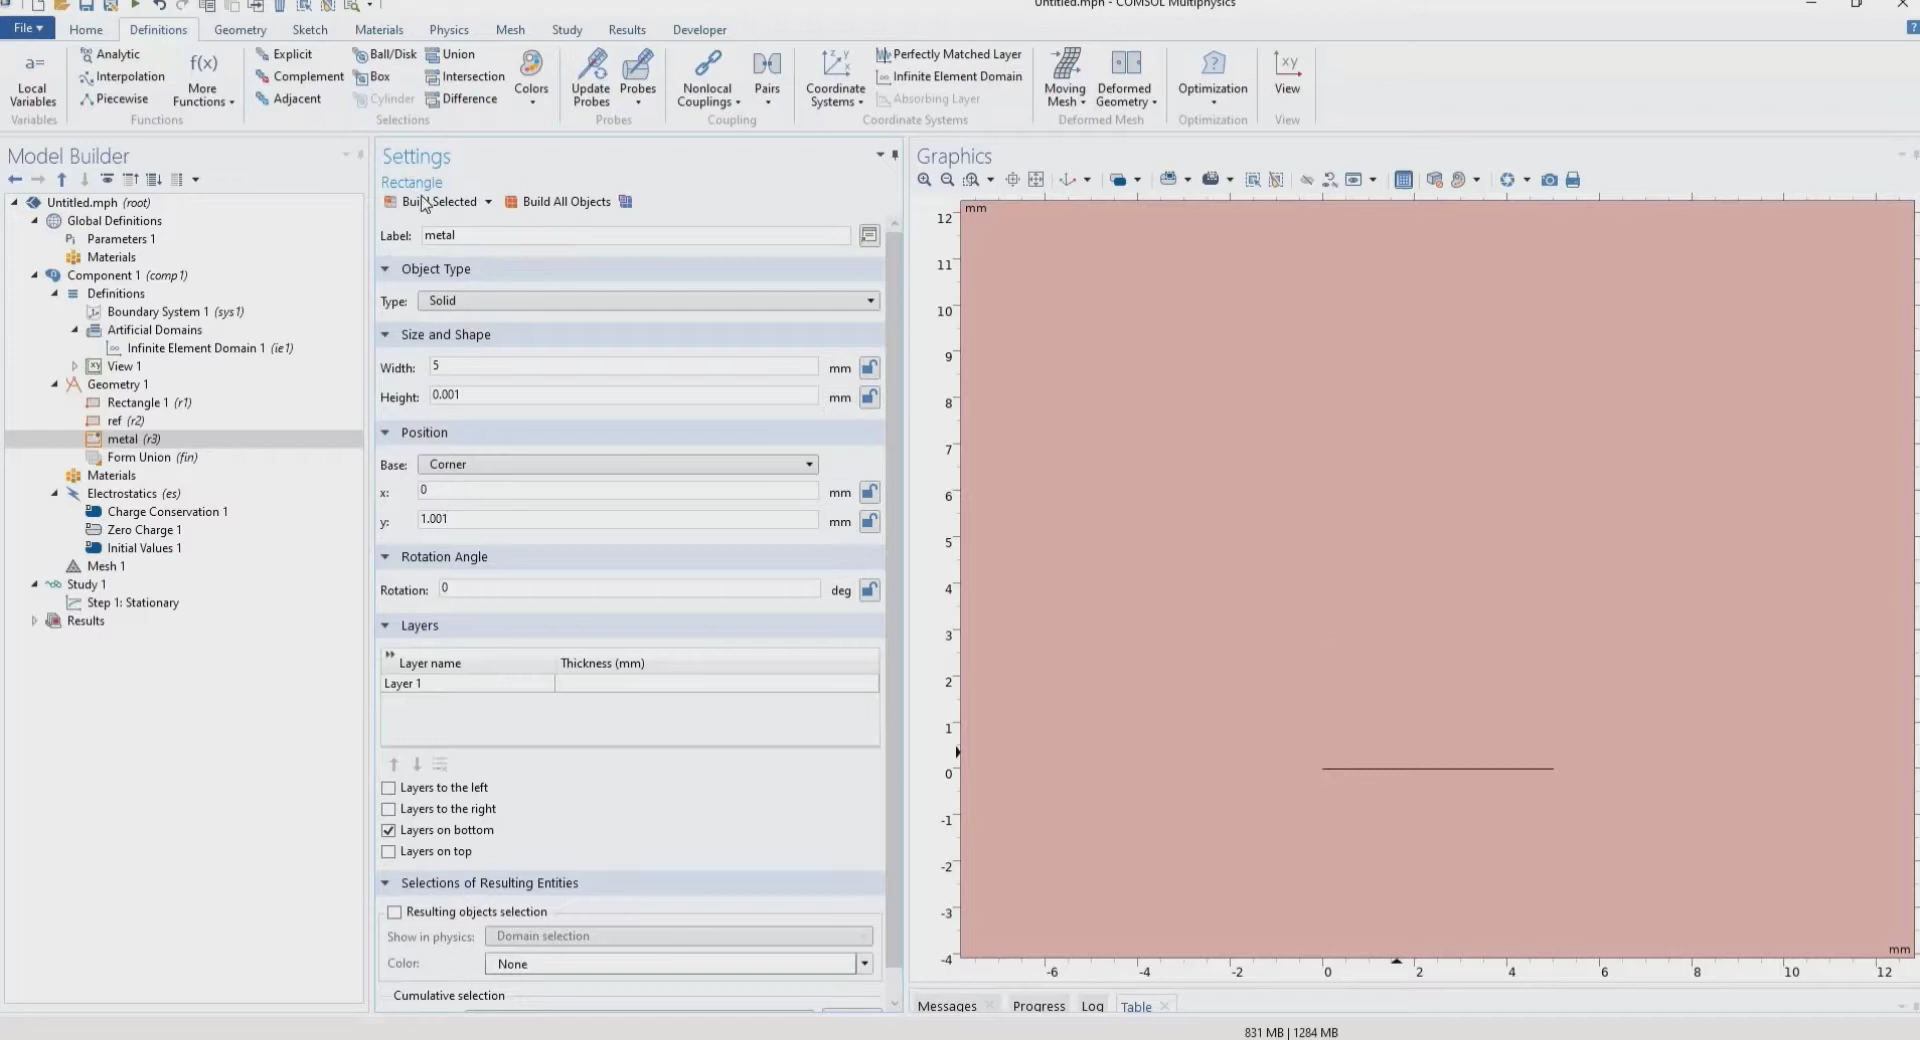 Untitled.mph - COMSOL Multiphysics
File Home Definitions Geometry Sketch Materials Physics Mesh Study Results Developer
a= Local Variables
Variables
Analytic
Interpolation
Piecewise
f(x) More Functions
Functions
Explicit
Complement
Adjacent
Ball/Disk
Box
Cylinder
Union
Intersection
Difference
Colors
Selections
Update Probes
Probes
Probes
Nonlocal Couplings
Pairs
Coupling
Coordinate Systems
Perfectly Matched Layer
Infinite Element Domain
Absorbing Layer
Coordinate Systems
Moving Mesh
Deformed Geometry
Deformed Mesh
Optimization
Optimization
xy View
View
Model Builder
Untitled.mph (root)
Global Definitions
Pi Parameters 1
Materials
Component 1 (comp1)
Definitions
Boundary System 1 (sys1)
Artificial Domains
Infinite Element Domain 1 (ie1)
View 1
Geometry 1
Rectangle 1 (r1)
ref (r2)
metal (r3)
Form Union (fin)
Materials
Electrostatics (es)
Charge Conservation 1
Zero Charge 1
Initial Values 1
Mesh 1
Study 1
Step 1: Stationary
Results
Settings
Rectangle
Build Selected Build All Objects
Label: metal
Object Type
Type: Solid
Size and Shape
Width: 5 mm
Height: 0.001 mm
Position
Base: Corner
x: 0 mm
y: 1.001 mm
Rotation Angle
Rotation: 0 deg
Layers
Layer name Thickness (mm)
Layer 1
Layers to the left
Layers to the right
Layers on bottom
Layers on top
Selections of Resulting Entities
Resulting objects selection
Show in physics: Domain selection
Color: None
Cumulative selection
Graphics
mm
12
11
10
9
8
7
6
5
4
3
2
1
0
-1
-2
-3
-4
mm
-6 -4 -2 0 2 4 6 8 10 12
Messages Progress Log Table
831 MB | 1284 MB